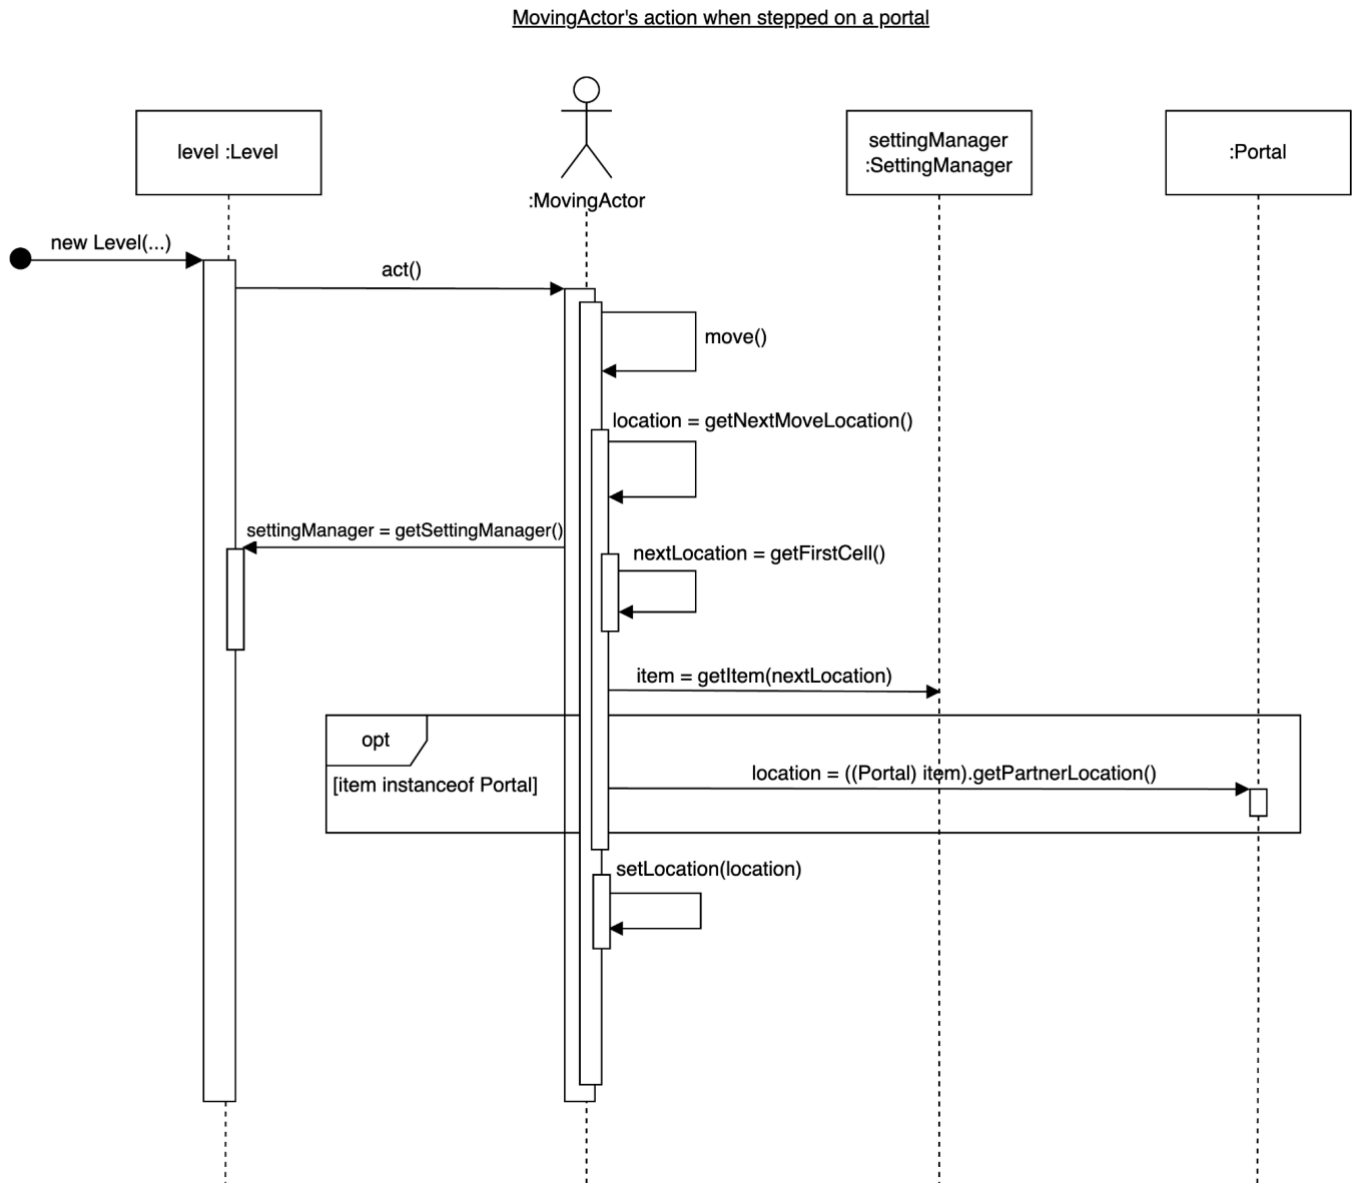 MovingActor's action when stepped on a portal
level :Level
:MovingActor
settingManager
:SettingManager
:Portal
new Level(...)
act()
move()
location = getNextMoveLocation()
settingManager = getSettingManager()
nextLocation = getFirstCell()
item = getItem(nextLocation)
opt
[item instanceof Portal]
location = ((Portal) item).getPartnerLocation()
setLocation(location)